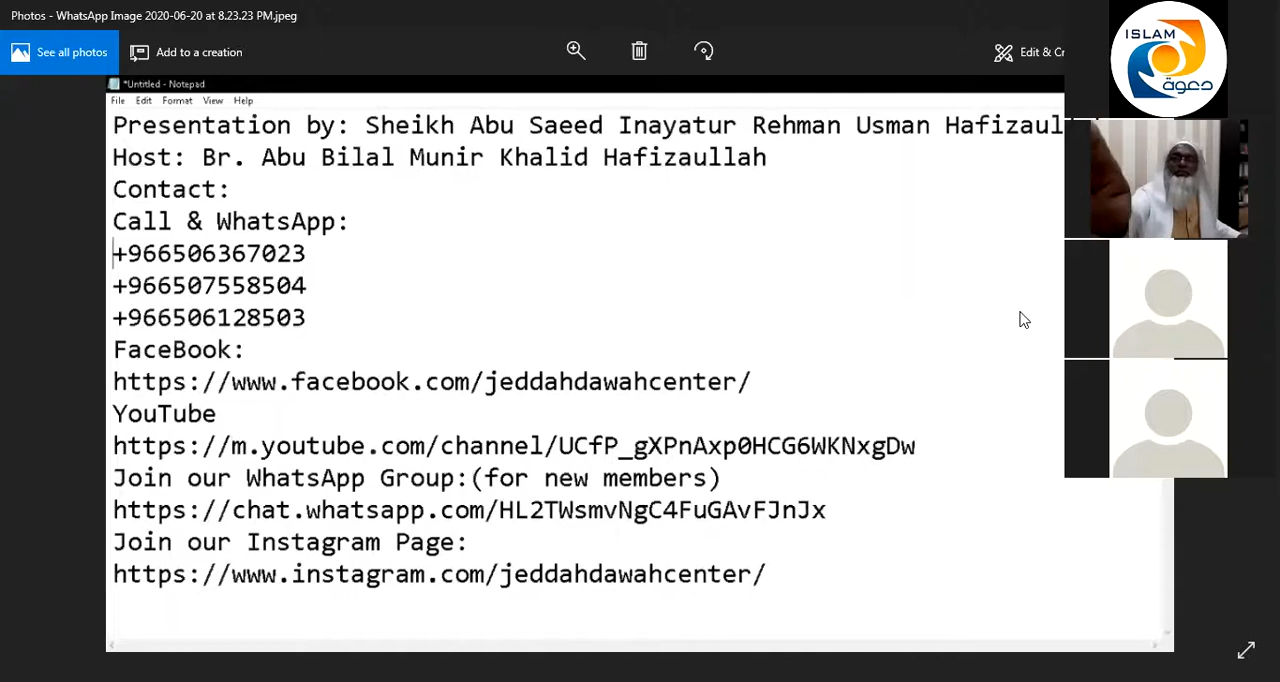 Photos - WhatsApp Image 2020-06-20 at 8.23.23 PM.jpeg
See all photos
Add to a creation
Edit & Cr
ISLAM
دعوة
*Untitled - Notepad
File Edit Format View Help
Presentation by: Sheikh Abu Saeed Inayatur Rehman Usman Hafizaul
Host: Br. Abu Bilal Munir Khalid Hafizaullah
Contact:
Call & WhatsApp:
+966506367023
+966507558504
+966506128503
FaceBook:
https://www.facebook.com/jeddahdawahcenter/
YouTube
https://m.youtube.com/channel/UCfP_gXPnAxp0HCG6WKNxgDw
Join our WhatsApp Group:(for new members)
https://chat.whatsapp.com/HL2TWsmvNgC4FuGAvFJnJx
Join our Instagram Page:
https://www.instagram.com/jeddahdawahcenter/